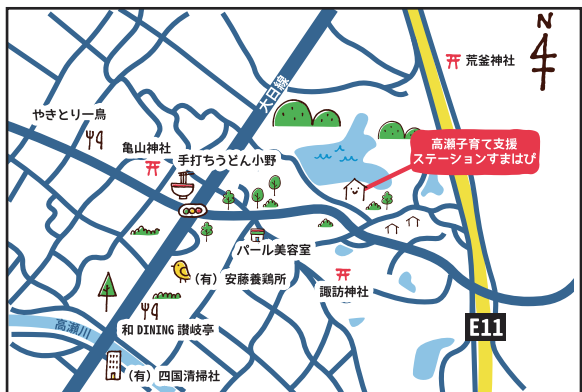 N
荒釜神社
大日線
やきとり一鳥
亀山神社
手打ちうどん小野
高瀬子育て支援
ステーションすまはぴ
パール美容室
(有)安藤養鶏所
諏訪神社
高瀬川
和 DINING 讃岐亭
E11
(有)四国清掃社